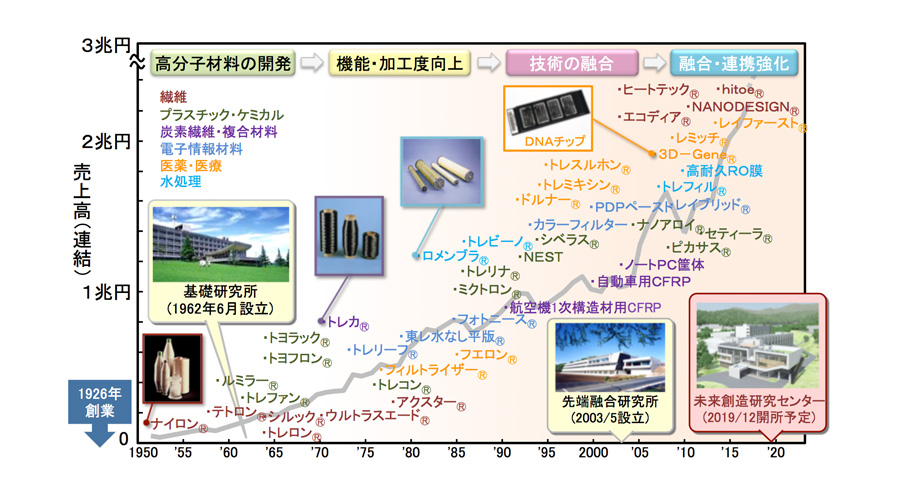 3兆円
高分子材料の開発
機能・加工度向上
技術の融合
融合・連携強化
繊維
プラスチック・ケミカル
炭素繊維・複合材料
電子情報材料
医薬・医療
水処理
DNAチップ
・ヒートテック®
・hitoe®
・エコディア®
・NANODESIGN®
・レイファースト®
・レミッチ®
・3D－Gene®
2兆円
・トレスルホン®
・高耐久RO膜
・トレミキシン®
・トレフィル®
・ドルナー®
・PDPペースト
・レイブリッド®
売上高(連結)
・カラーフィルター
・ナノアロイ®
・セティーラ®
・トレビーノ®
・シベラス®
・ピカサス®
・ロメンブラ®
・NEST
・ノートPC筐体
・トレリナ®
・自動車用CFRP
・ミクトロン®
1兆円
基礎研究所
(1962年6月設立)
・航空機1次構造材用CFRP
・トレカ®
・フォトニース®
・トヨラック®
・東レ水なし平版®
・トレリーフ®
・フエロン®
・トヨフロン®
・フィルトライザー®
・ルミラー®
・トレコン®
・トレファン®
・アクスター®
先端融合研究所
(2003/5設立)
未来創造研究センター
(2019/12開所予定)
1926年
創業
・ナイロン®
・テトロン®
・シルック®
・ウルトラスエード®
・トレロン®
0
1950 '55 '60 '65 '70 '75 '80 '85 '90 '95 2000 '05 '10 '15 '20